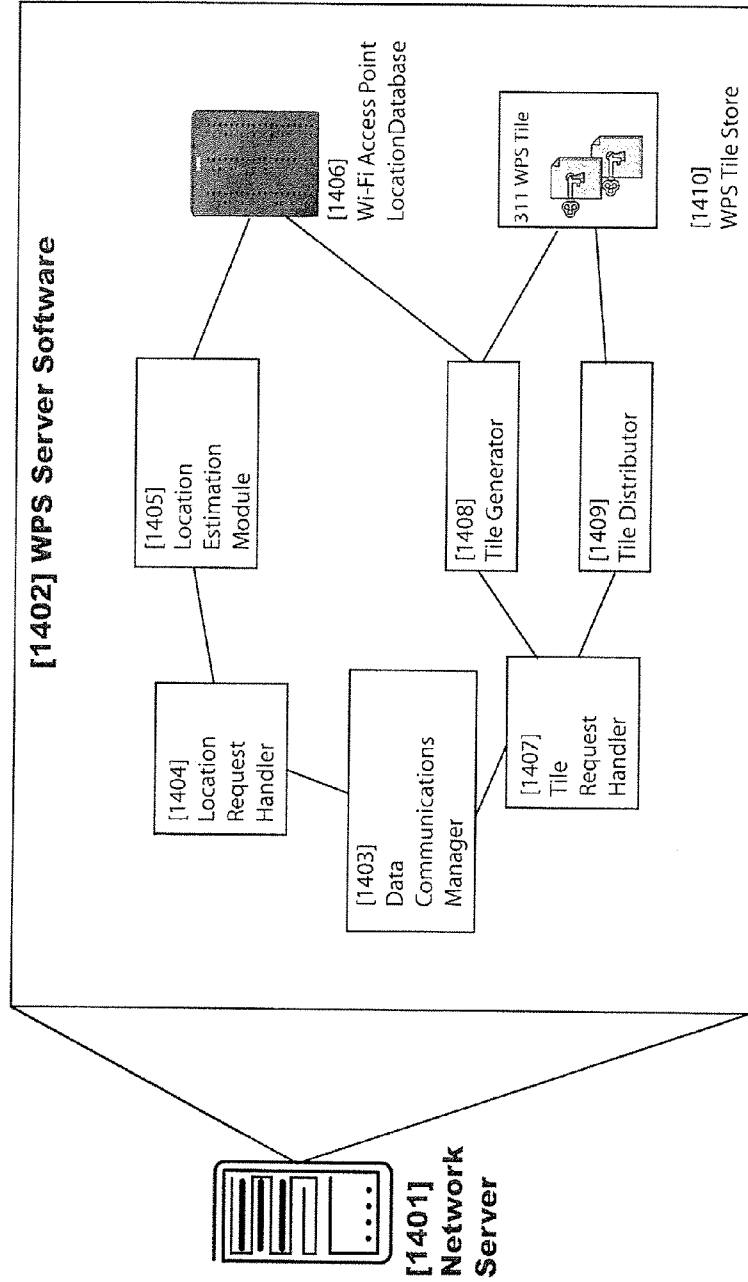 [1402] WPS Server Software
[1401]
Network
Server
[1403]
Data
Communications
Manager
[1404]
Location
Request
Handler
[1405]
Location
Estimation
Module
[1406]
Wi-Fi Access Point
LocationDatabase
[1407]
Tile
Request
Handler
[1408]
Tile Generator
[1409]
Tile Distributor
311 WPS Tile
[1410]
WPS Tile Store